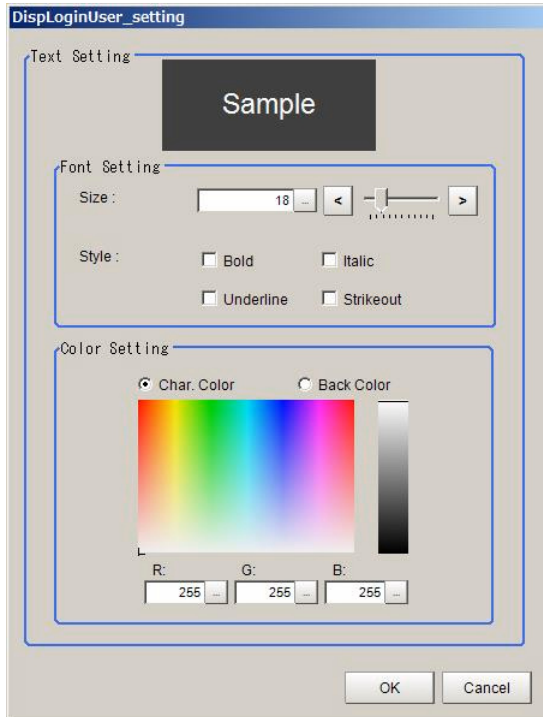 DispLoginUser_setting
Text Setting
Sample
Font Setting
Size : 18 ... < >
Style : Bold Italic
Underline Strikeout
Color Setting
Char. Color Back Color
R: G: B:
255 ... 255 ... 255 ...
OK Cancel